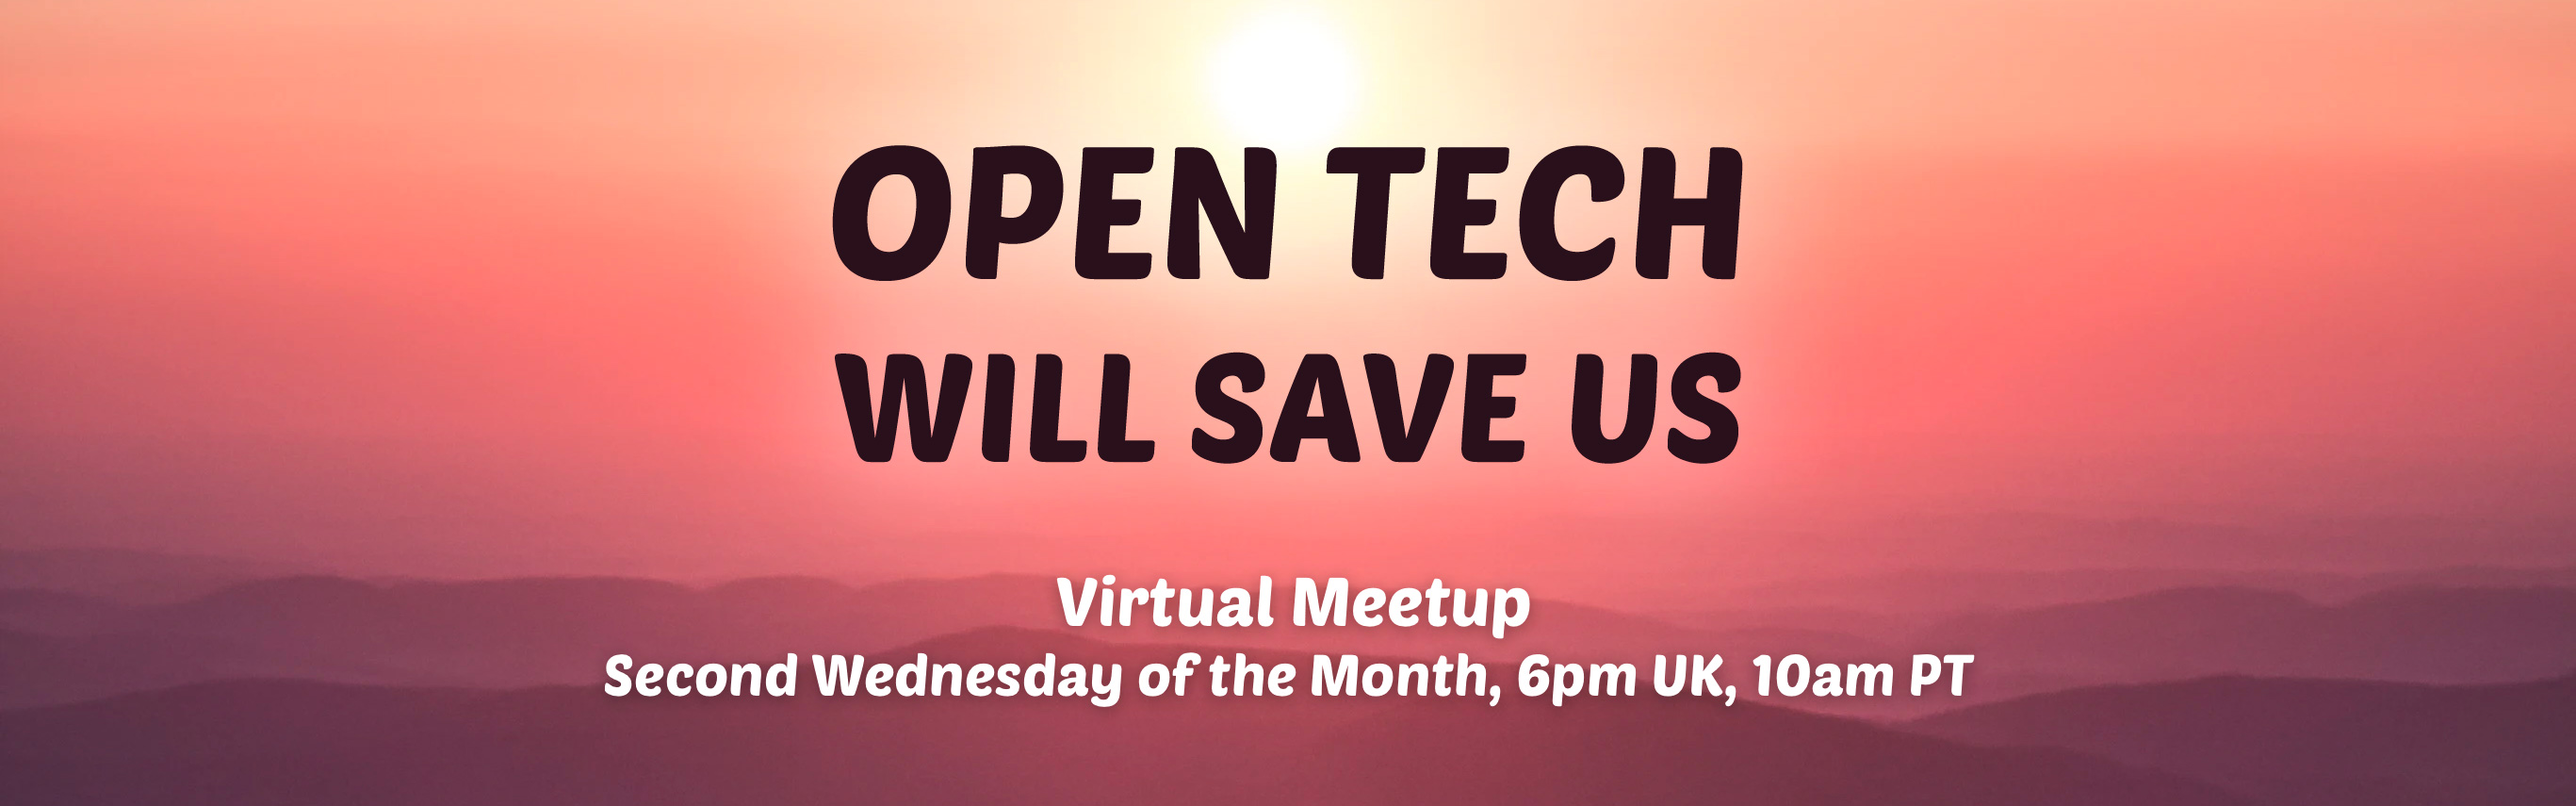 OPEN TECH
WILL SAVE US
Virtual Meetup
Second Wednesday of the Month, 6pm UK, 10am PT